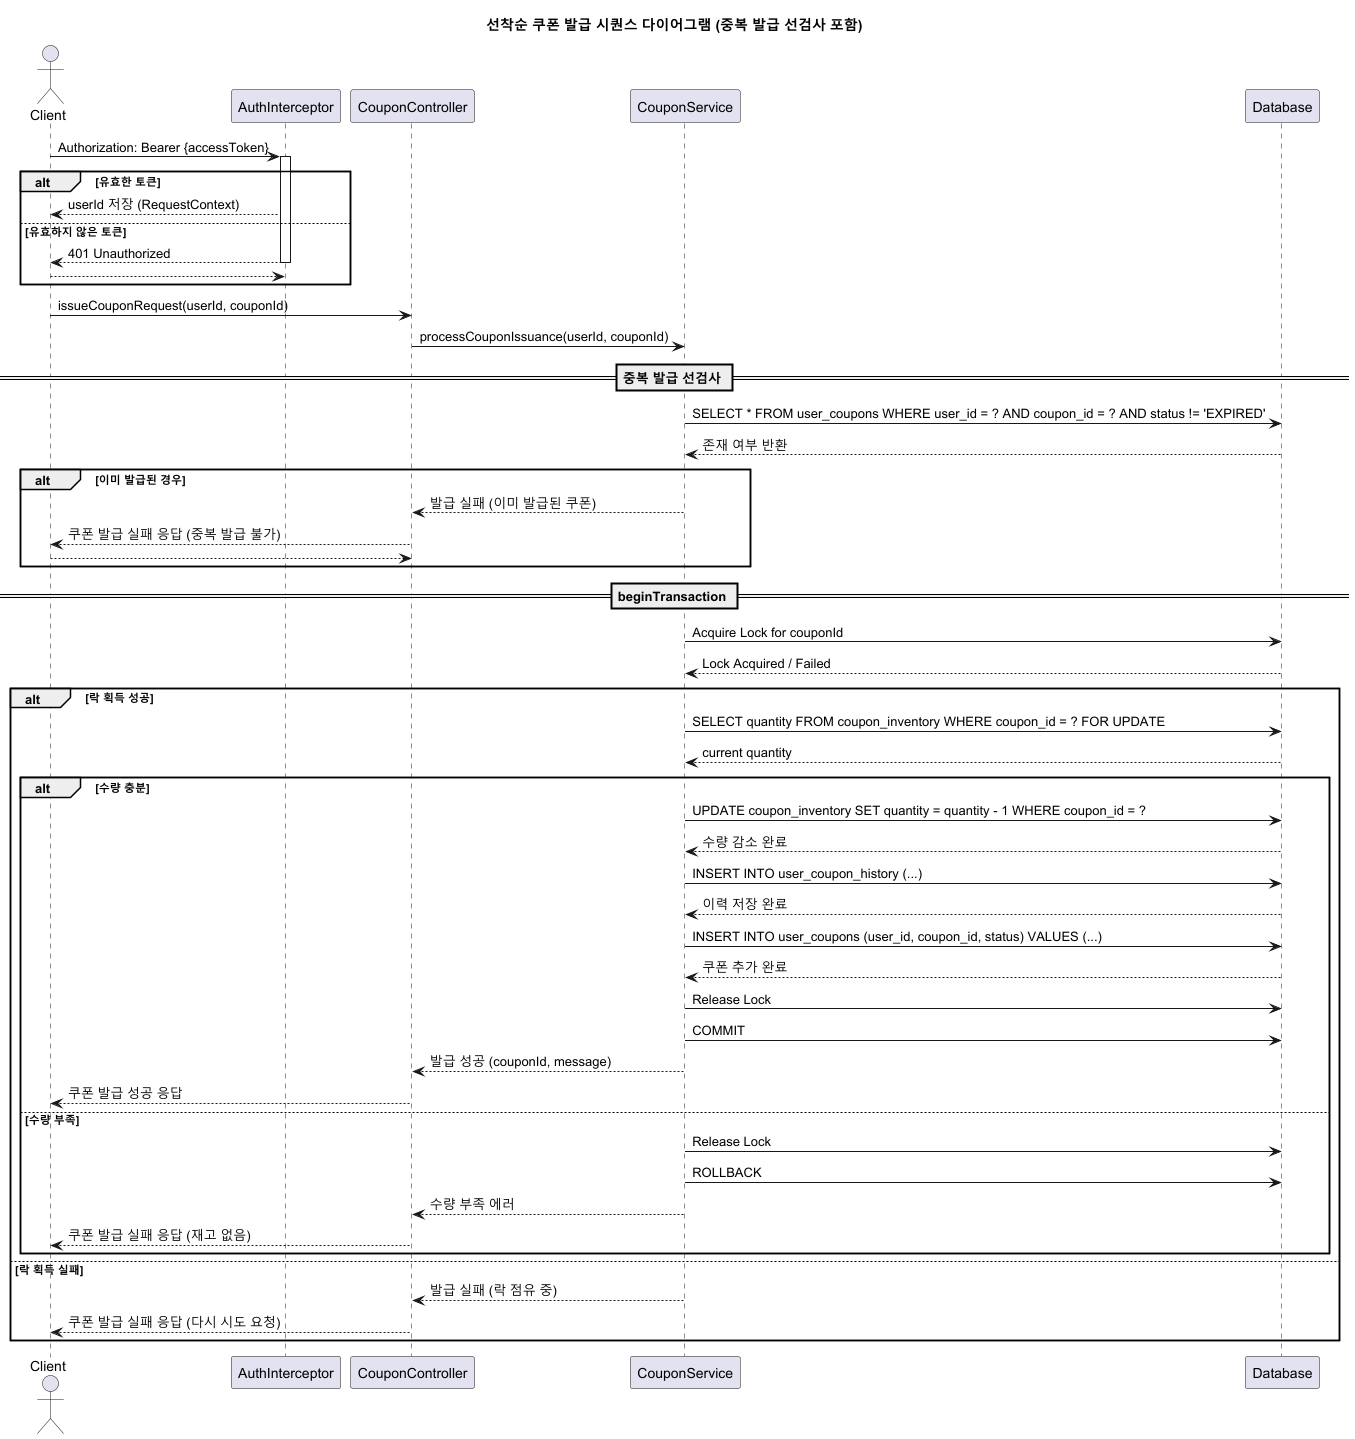 선착순 쿠폰 발급 시퀀스 다이어그램 (중복 발급 선검사 포함)
Client
AuthInterceptor
CouponController
CouponService
Database
Authorization: Bearer {accessToken}
alt
[유효한 토큰]
userId 저장 (RequestContext)
[유효하지 않은 토큰]
401 Unauthorized
issueCouponRequest(userId, couponId)
processCouponIssuance(userId, couponId)
중복 발급 선검사
SELECT * FROM user_coupons WHERE user_id = ? AND coupon_id = ? AND status != 'EXPIRED'
존재 여부 반환
alt
[이미 발급된 경우]
발급 실패 (이미 발급된 쿠폰)
쿠폰 발급 실패 응답 (중복 발급 불가)
beginTransaction
Acquire Lock for couponId
Lock Acquired / Failed
alt
[락 획득 성공]
SELECT quantity FROM coupon_inventory WHERE coupon_id = ? FOR UPDATE
current quantity
alt
[수량 충분]
UPDATE coupon_inventory SET quantity = quantity - 1 WHERE coupon_id = ?
수량 감소 완료
INSERT INTO user_coupon_history (...)
이력 저장 완료
INSERT INTO user_coupons (user_id, coupon_id, status) VALUES (...)
쿠폰 추가 완료
Release Lock
COMMIT
발급 성공 (couponId, message)
쿠폰 발급 성공 응답
[수량 부족]
Release Lock
ROLLBACK
수량 부족 에러
쿠폰 발급 실패 응답 (재고 없음)
[락 획득 실패]
발급 실패 (락 점유 중)
쿠폰 발급 실패 응답 (다시 시도 요청)
Client
AuthInterceptor
CouponController
CouponService
Database